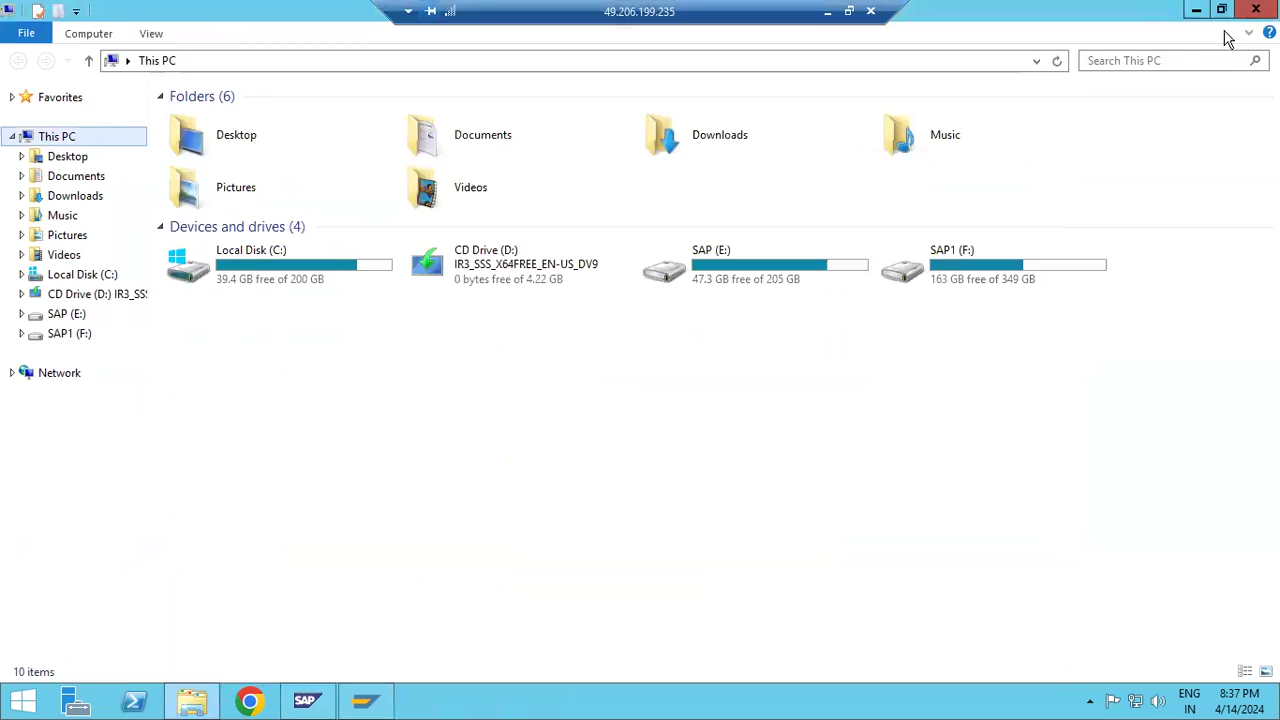 49.206.199.235
File
Computer
View
This PC
Search This PC
Favorites
This PC
Desktop
Documents
Downloads
Music
Pictures
Videos
Local Disk (C:)
CD Drive (D:) IR3_SSS
SAP (E:)
SAP1 (F:)
Network
Folders (6)
Desktop
Documents
Downloads
Music
Pictures
Videos
Devices and drives (4)
Local Disk (C:)
39.4 GB free of 200 GB
CD Drive (D:)
IR3_SSS_X64FREE_EN-US_DV9
0 bytes free of 4.22 GB
SAP (E:)
47.3 GB free of 205 GB
SAP1 (F:)
163 GB free of 349 GB
10 items
SAP
ENG
IN
8:37 PM
4/14/2024